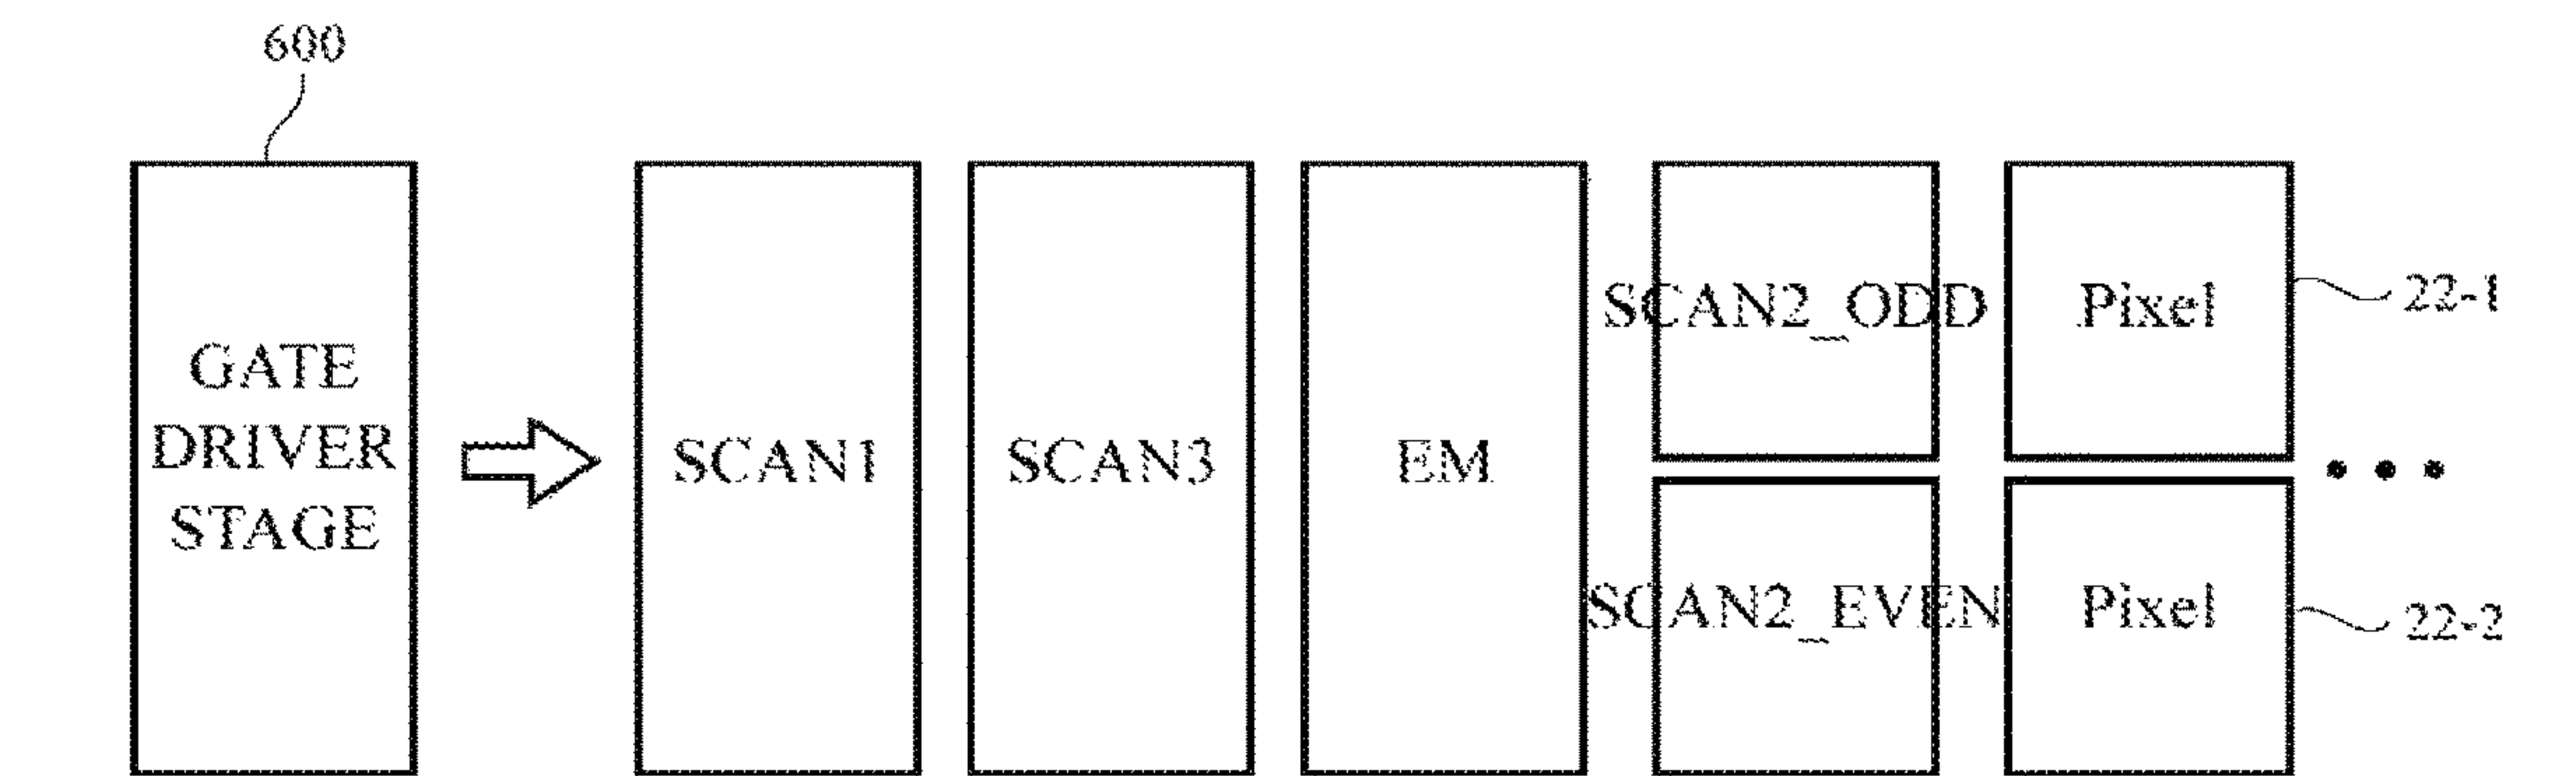 600
GATE
DRIVER
STAGE
SCAN1
SCAN3
EM
SCAN2_ODD
Pixel
22-1
SCAN2_EVEN
Pixel
22-2